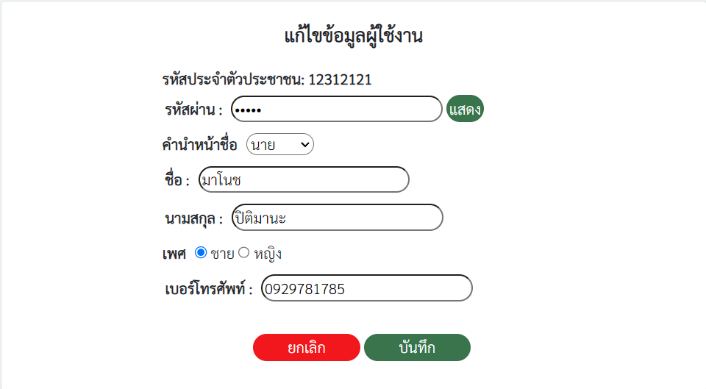 แก้ไขข้อมูลผู้ใช้งาน
รหัสประจำตัวประชาชน: 12312121
รหัสผ่าน : ••••• แสดง
คำนำหน้าชื่อ นาย
ชื่อ : มาโนช
นามสกุล : ปิติมานะ
เพศ ชาย หญิง
เบอร์โทรศัพท์ : 0929781785
ยกเลิก บันทึก